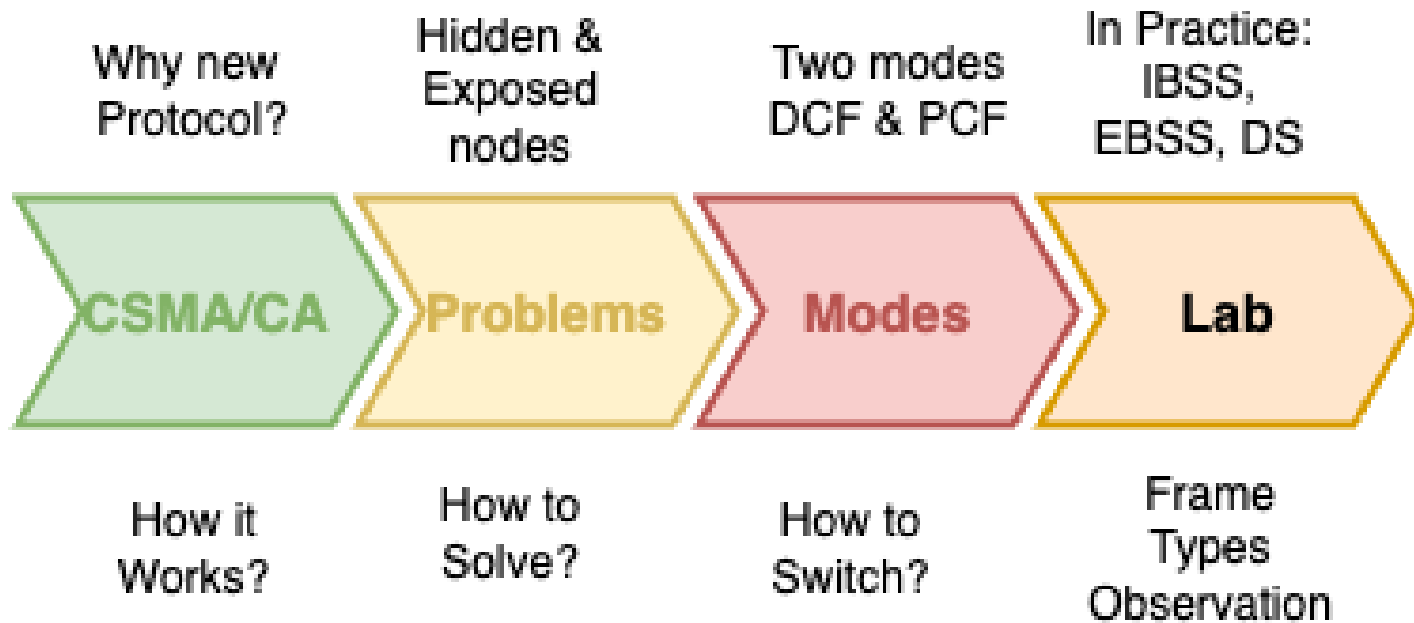 Why new
Protocol?
Hidden &
Exposed
nodes
Two modes
DCF & PCF
In Practice:
IBSS,
EBSS, DS
CSMA/CA
Problems
Modes
Lab
How it
Works?
How to
Solve?
How to
Switch?
Frame
Types
Observation